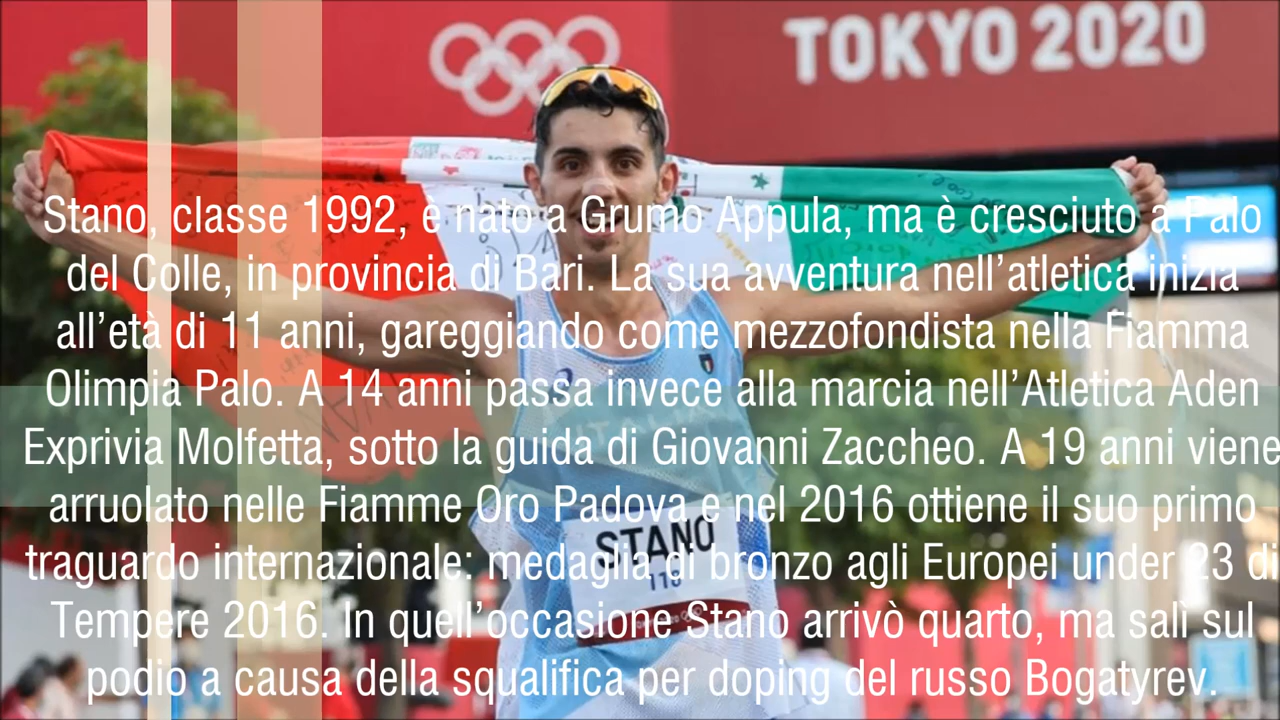 TOKYO 2020
Stano, classe 1992, è nato a Grumo Appula, ma è cresciuto a Palo
del Colle, in provincia di Bari. La sua avventura nell’atletica inizia
all’età di 11 anni, gareggiando come mezzofondista nella Fiamma
Olimpia Palo. A 14 anni passa invece alla marcia nell’Atletica Aden
Exprivia Molfetta, sotto la guida di Giovanni Zaccheo. A 19 anni viene
arruolato nelle Fiamme Oro Padova e nel 2016 ottiene il suo primo
traguardo internazionale: medaglia di bronzo agli Europei under 23 di
Tempere 2016. In quell’occasione Stano arrivò quarto, ma salì sul
podio a causa della squalifica per doping del russo Bogatyrev.
STANO